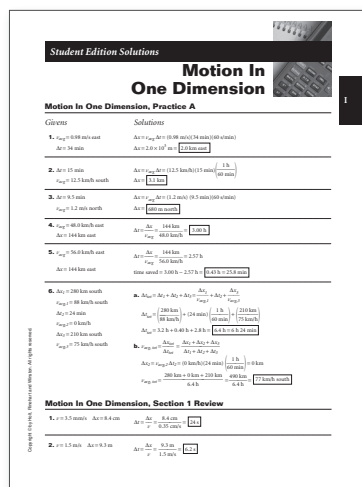 Student Edition Solutions
Motion In
One Dimension
I
Motion In One Dimension, Practice A
Givens Solutions
1. v_avg = 0.98 m/s east Δx = v_avg Δt = (0.98 m/s)(34 min)(60 s/min)
Δt = 34 min Δx = 2.0 × 10³ m = 2.0 km east
2. Δt = 15 min Δx = v_avg Δt = (12.5 km/h)(15 min)(1 h/60 min)
v_avg = 12.5 km/h south Δx = 3.1 km
3. Δt = 9.5 min Δx = v_avg Δt = (1.2 m/s) (9.5 min)(60 s/min)
v_avg = 1.2 m/s north Δx = 680 m north
4. v_avg = 48.0 km/h east Δt = Δx/v_avg = 144 km/48.0 km/h = 3.00 h
Δx = 144 km east
5. v_avg = 56.0 km/h east Δt = Δx/v_avg = 144 km/56.0 km/h = 2.57 h
Δx = 144 km east time saved = 3.00 h − 2.57 h = 0.43 h = 25.8 min
6. Δx₁ = 280 km south a. Δt_tot = Δt₁ + Δt₂ + Δt₃ = Δx₁/v_avg,1 + Δt₂ + Δx₃/v_avg,3
v_avg,1 = 88 km/h south
Δt₂ = 24 min Δt_tot = (280 km/88 km/h) + (24 min)(1 h/60 min) + (210 km/75 km/h)
v_avg,2 = 0 km/h
Δx₃ = 210 km south Δt_tot = 3.2 h + 0.40 h + 2.8 h = 6.4 h = 6 h 24 min
v_avg,3 = 75 km/h south b. v_avg,tot = Δx_tot/Δt_tot = Δx₁ + Δx₂ + Δx₃/Δt₁ + Δt₂ + Δt₃
Δx₂ = v_avg,2 Δt₂ = (0 km/h)(24 min)(1 h/60 min) = 0 km
v_avg,tot = 280 km + 0 km + 210 km/6.4 h = 490 km/6.4 h = 77 km/h south
Motion In One Dimension, Section 1 Review
1. v = 3.5 mm/s Δx = 8.4 cm Δt = Δx/v = 8.4 cm/0.35 cm/s = 24 s
2. v = 1.5 m/s Δx = 9.3 m Δt = Δx/v = 9.3 m/1.5 m/s = 6.2 s
Copyright © by Holt, Rinehart and Winston. All rights reserved.